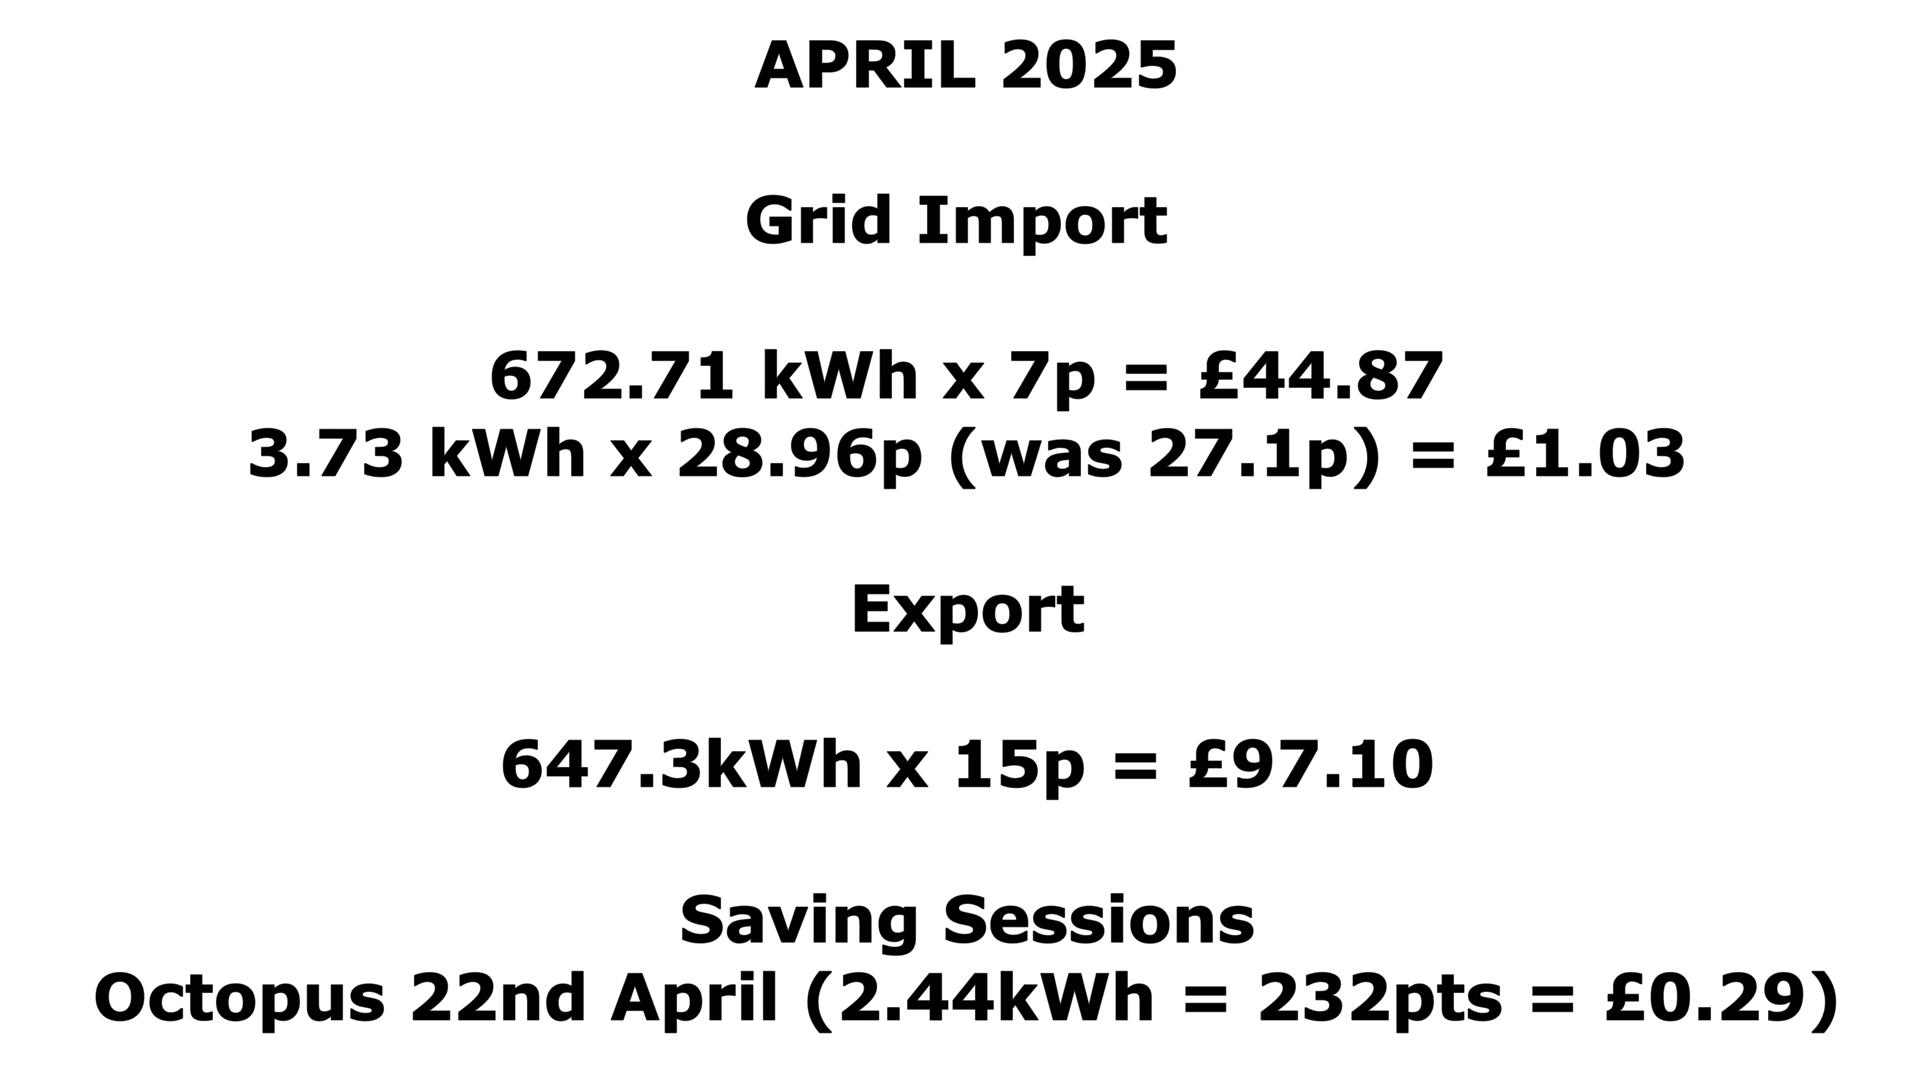 APRIL 2025
Grid Import
672.71 kWh x 7p = £44.87
3.73 kWh x 28.96p (was 27.1p) = £1.03
Export
647.3kWh x 15p = £97.10
Saving Sessions
Octopus 22nd April (2.44kWh = 232pts = £0.29)